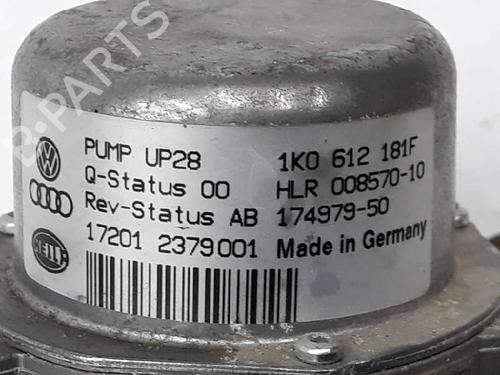 PUMP UP28 1K0 612 181F
Q-Status 00 HLR 008570-10
Rev-Status AB 174979-50
17201 2379001 Made in Germany
HELLA
B-PARTS